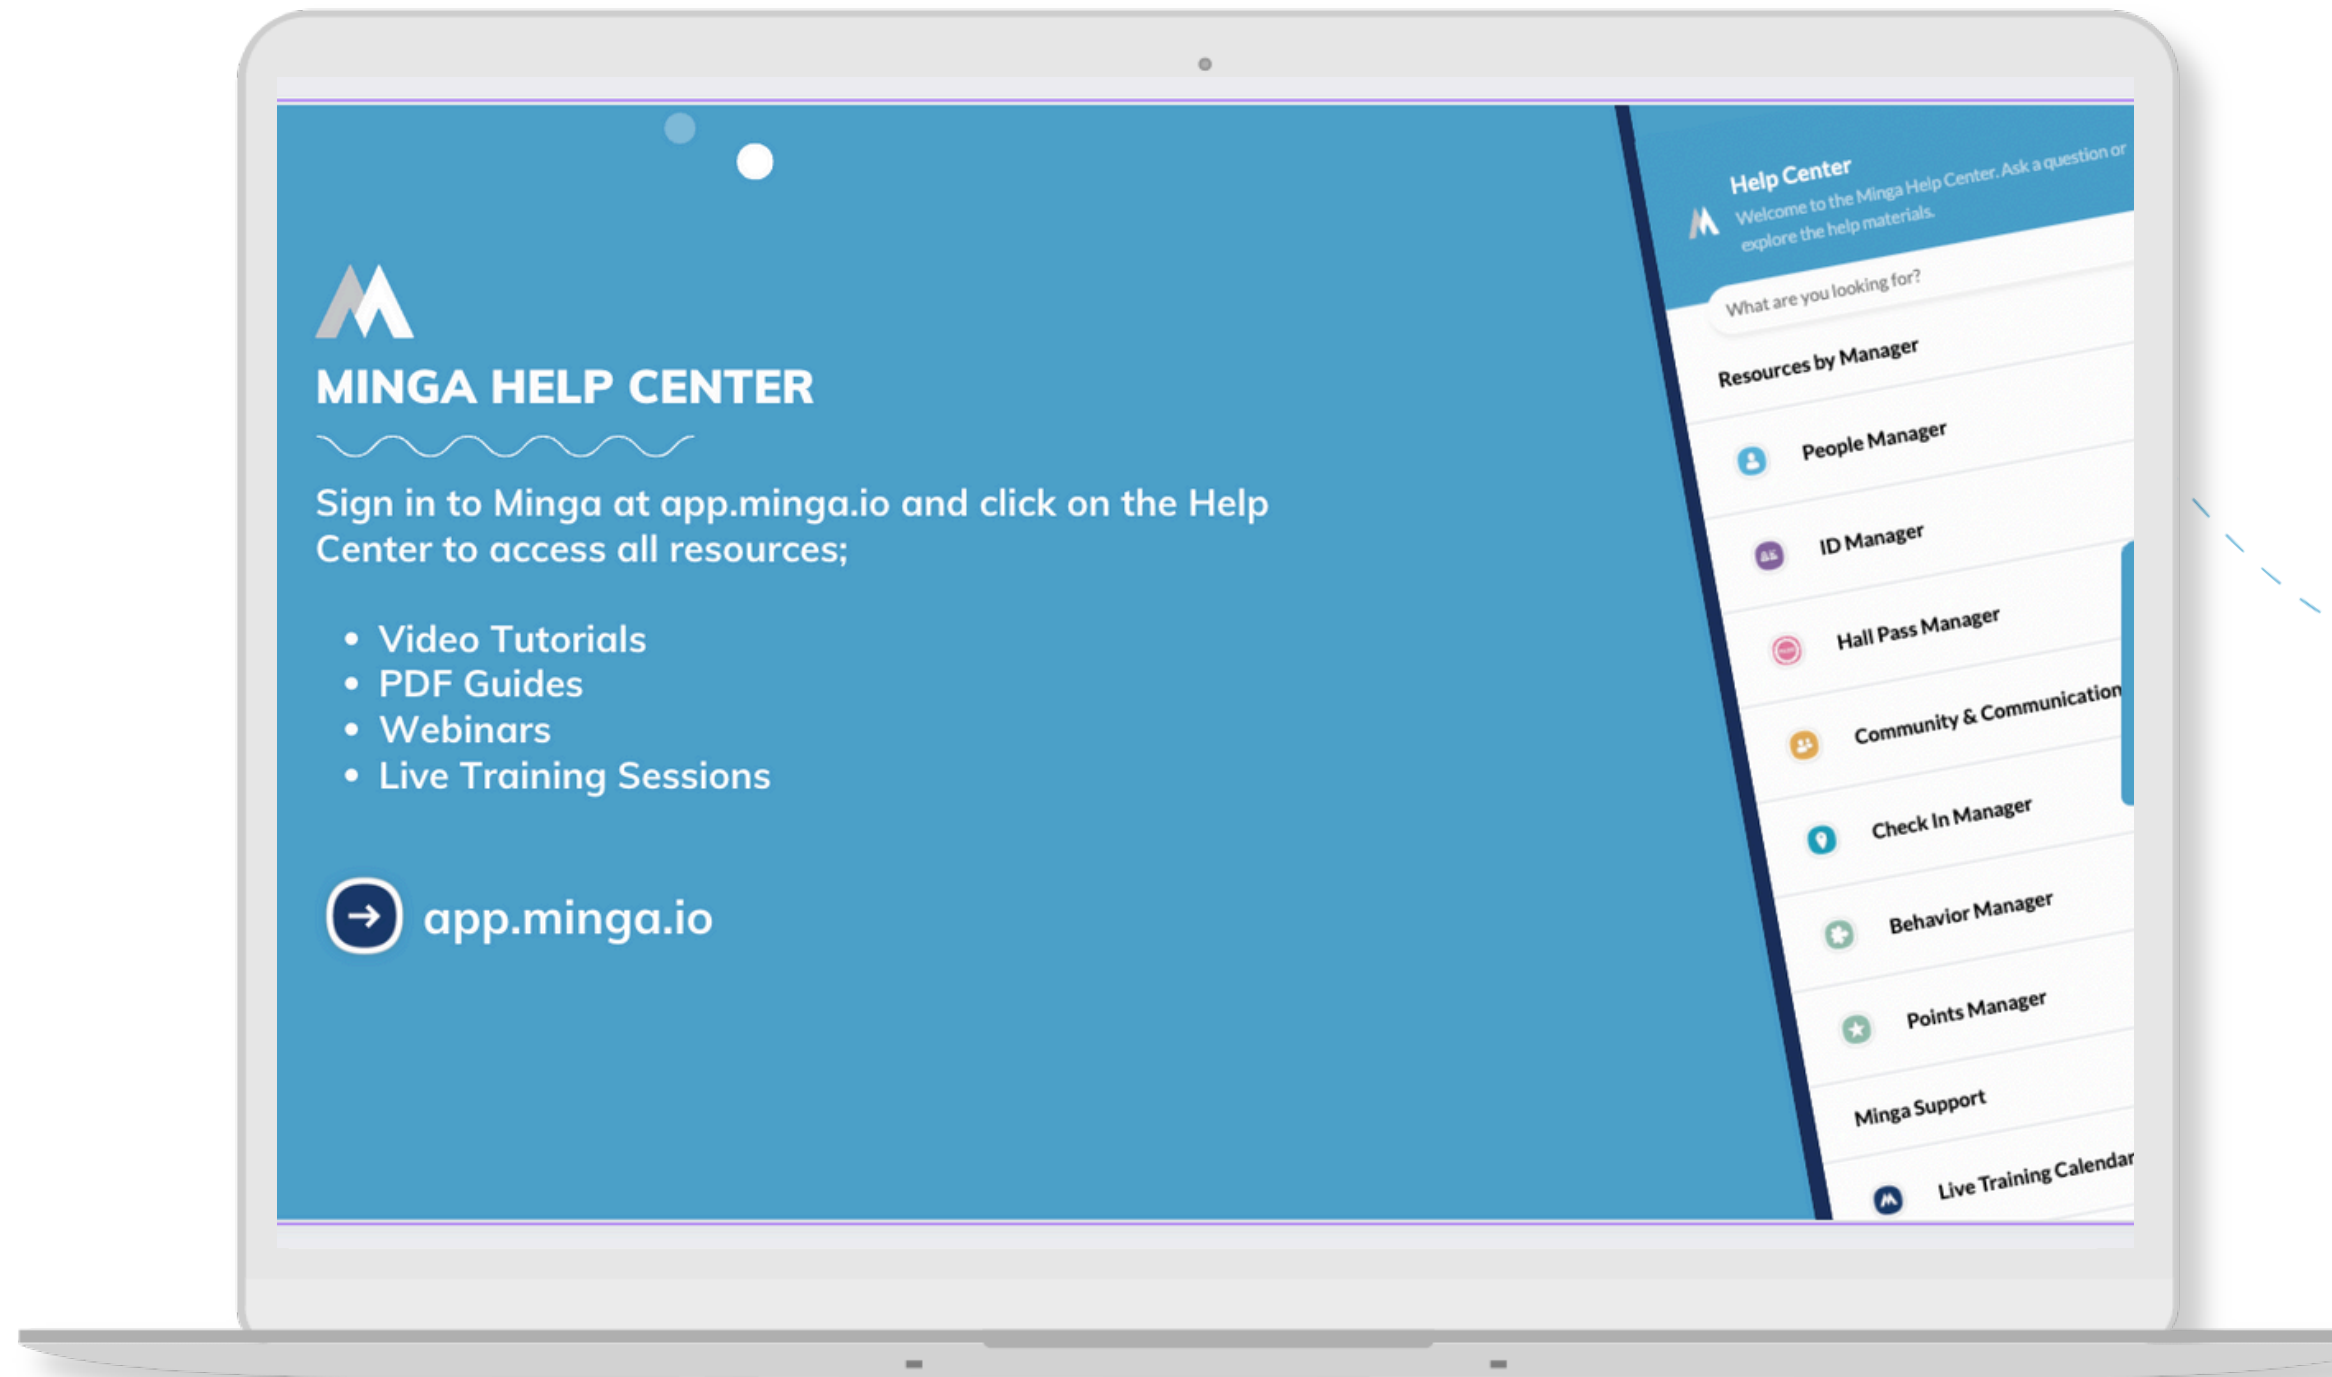 MINGA HELP CENTER
Sign in to Minga at app.minga.io and click on the Help
Center to access all resources;
• Video Tutorials
• PDF Guides
• Webinars
• Live Training Sessions
app.minga.io
Help Center
Welcome to the Minga Help Center. Ask a question or
explore the help materials.
What are you looking for?
Resources by Manager
People Manager
ID Manager
Hall Pass Manager
Community & Communication
Check In Manager
Behavior Manager
Points Manager
Minga Support
Live Training Calendar